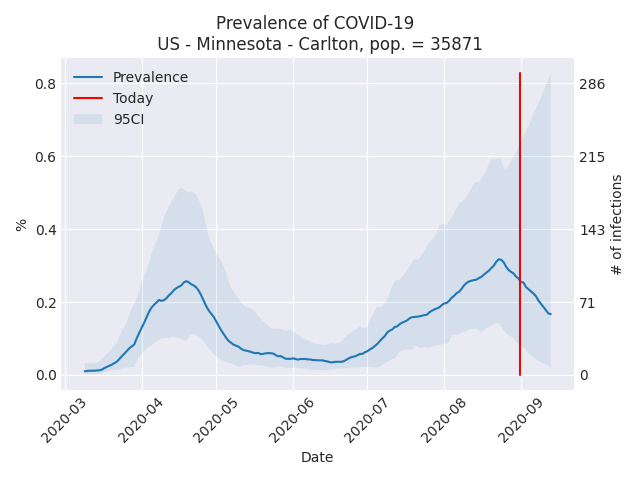 Prevalence of COVID-19
US - Minnesota - Carlton, pop. = 35871
Prevalence
Today
95CI
0.8
0.6
0.4
0.2
0.0
%
286
215
143
71
0
# of infections
2020-03
2020-04
2020-05
2020-06
2020-07
2020-08
2020-09
Date